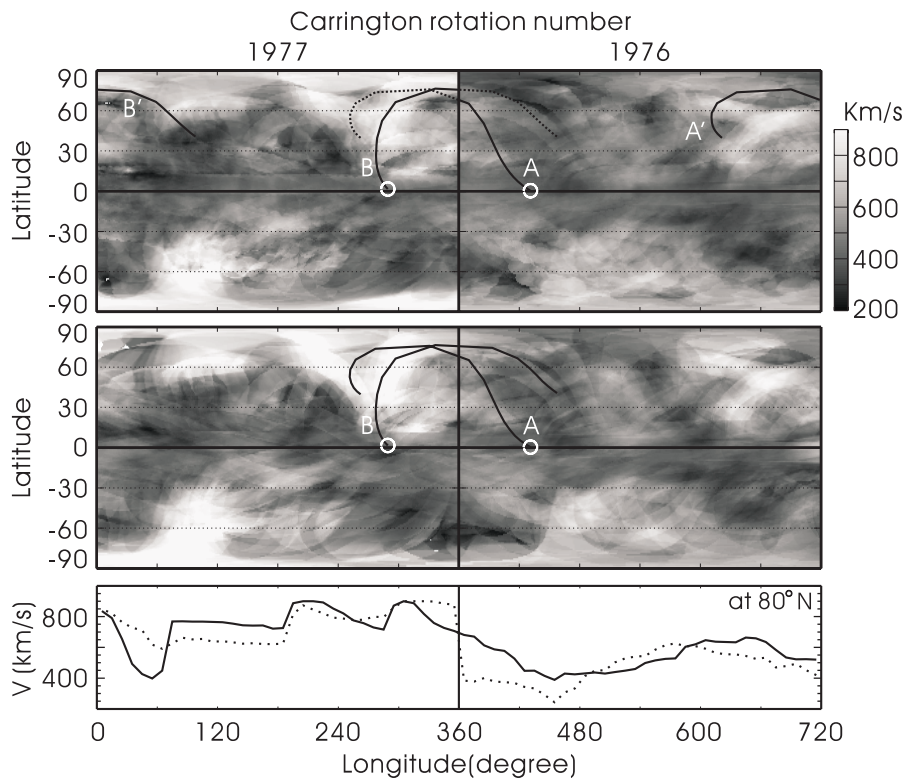 Carrington rotation number
1977 1976
90
60
30
0
-30
-60
-90
Latitude
B'
B
A
A'
Km/s
800
600
400
200
90
60
30
0
-30
-60
-90
Latitude
B
A
at 80°N
800
400
V (km/s)
0 120 240 360 480 600 720
Longitude(degree)